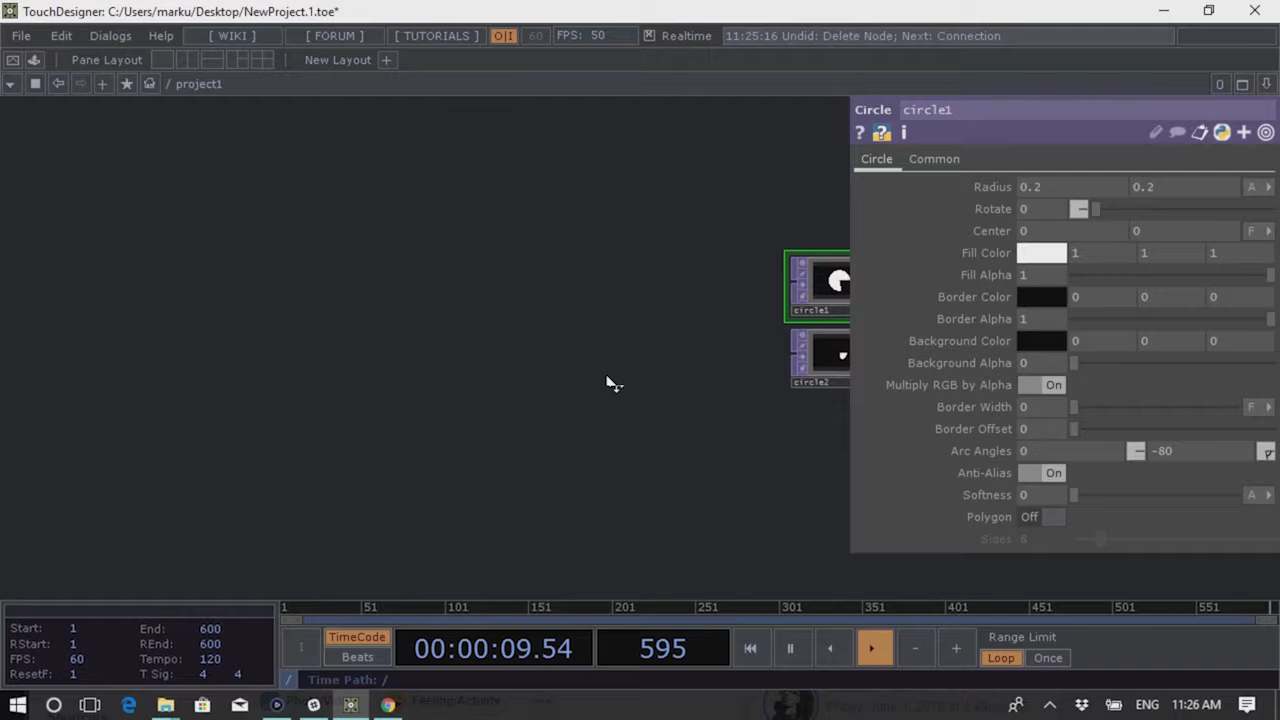 TouchDesigner: C:/Users/marku/Desktop/NewProject.1.toe*
File Edit Dialogs Help [ WIKI ] [ FORUM ] [ TUTORIALS ] O|I 60 FPS: 50 Realtime 11:25:16 Undid: Delete Node; Next: Connection
Pane Layout New Layout +
/ project1 0
Circle circle1
? ? i
Circle Common
Radius 0.2 0.2 A
Rotate 0
Center 0 0 F
Fill Color 1 1 1
Fill Alpha 1
Border Color 0 0 0
Border Alpha 1
Background Color 0 0 0
Background Alpha 0
Multiply RGB by Alpha On
Border Width 0 F
Border Offset 0
Arc Angles 0 -80
Anti-Alias On
Softness 0 A
Polygon Off
Sides 8
circle1
circle2
1 51 101 151 201 251 301 351 401 451 501 551
Start: 1 End: 600
RStart: 1 REnd: 600
FPS: 60 Tempo: 120
ResetF: 1 T Sig: 4 4
TimeCode
Beats
00:00:09.54 595
- +
Range Limit
Loop Once
/ Time Path: /
ENG 11:26 AM